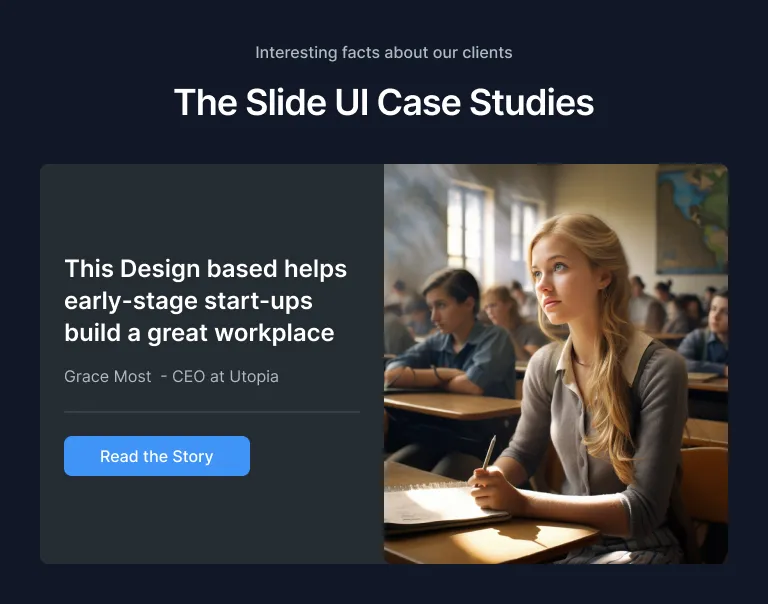 Interesting facts about our clients
The Slide UI Case Studies
This Design based helps
early-stage start-ups
build a great workplace
Grace Most - CEO at Utopia
Read the Story